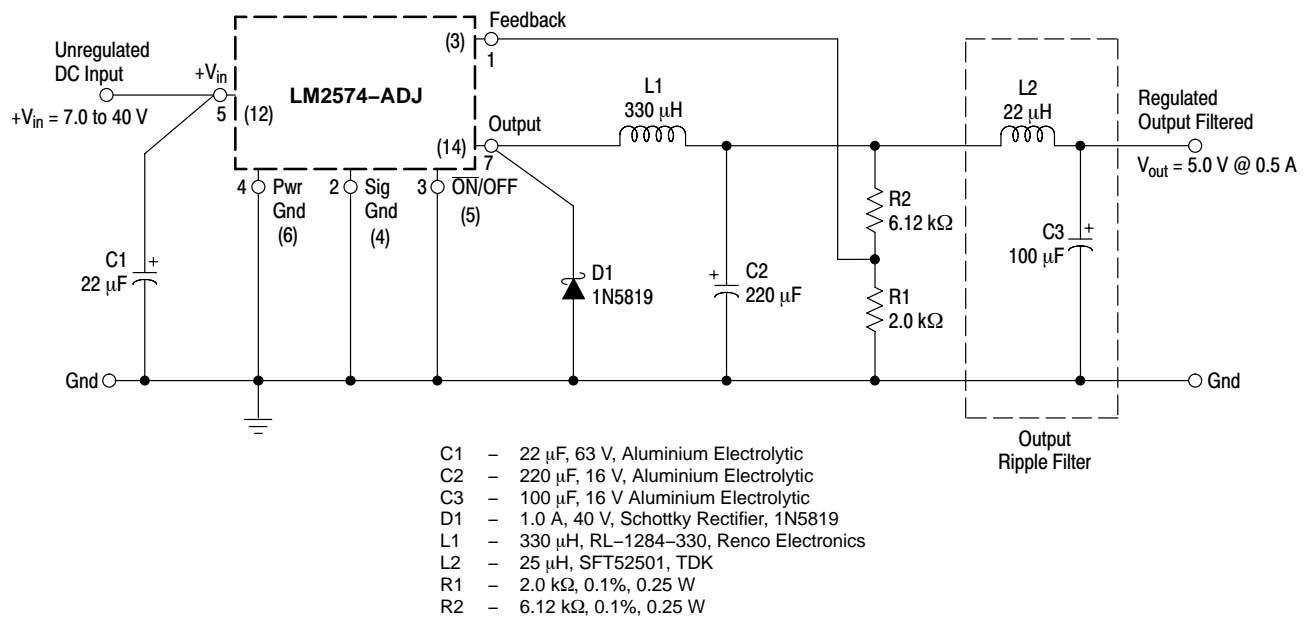 Feedback
(3)
1
Unregulated
DC Input
+Vin
LM2574–ADJ
5
(12)
+Vin = 7.0 to 40 V
Output
(14)
7
L1
330 μH
L2
22 μH
Regulated
Output Filtered
Vout = 5.0 V @ 0.5 A
4
Pwr
Gnd
(6)
2
Sig
Gnd
(4)
3
ON/OFF
(5)
R2
6.12 kΩ
C1
22 μF
+
D1
1N5819
+
C2
220 μF
R1
2.0 kΩ
C3
100 μF
+
Gnd
Gnd
Output
Ripple Filter
C1 – 22 μF, 63 V, Aluminium Electrolytic
C2 – 220 μF, 16 V, Aluminium Electrolytic
C3 – 100 μF, 16 V Aluminium Electrolytic
D1 – 1.0 A, 40 V, Schottky Rectifier, 1N5819
L1 – 330 μH, RL–1284–330, Renco Electronics
L2 – 25 μH, SFT52501, TDK
R1 – 2.0 kΩ, 0.1%, 0.25 W
R2 – 6.12 kΩ, 0.1%, 0.25 W